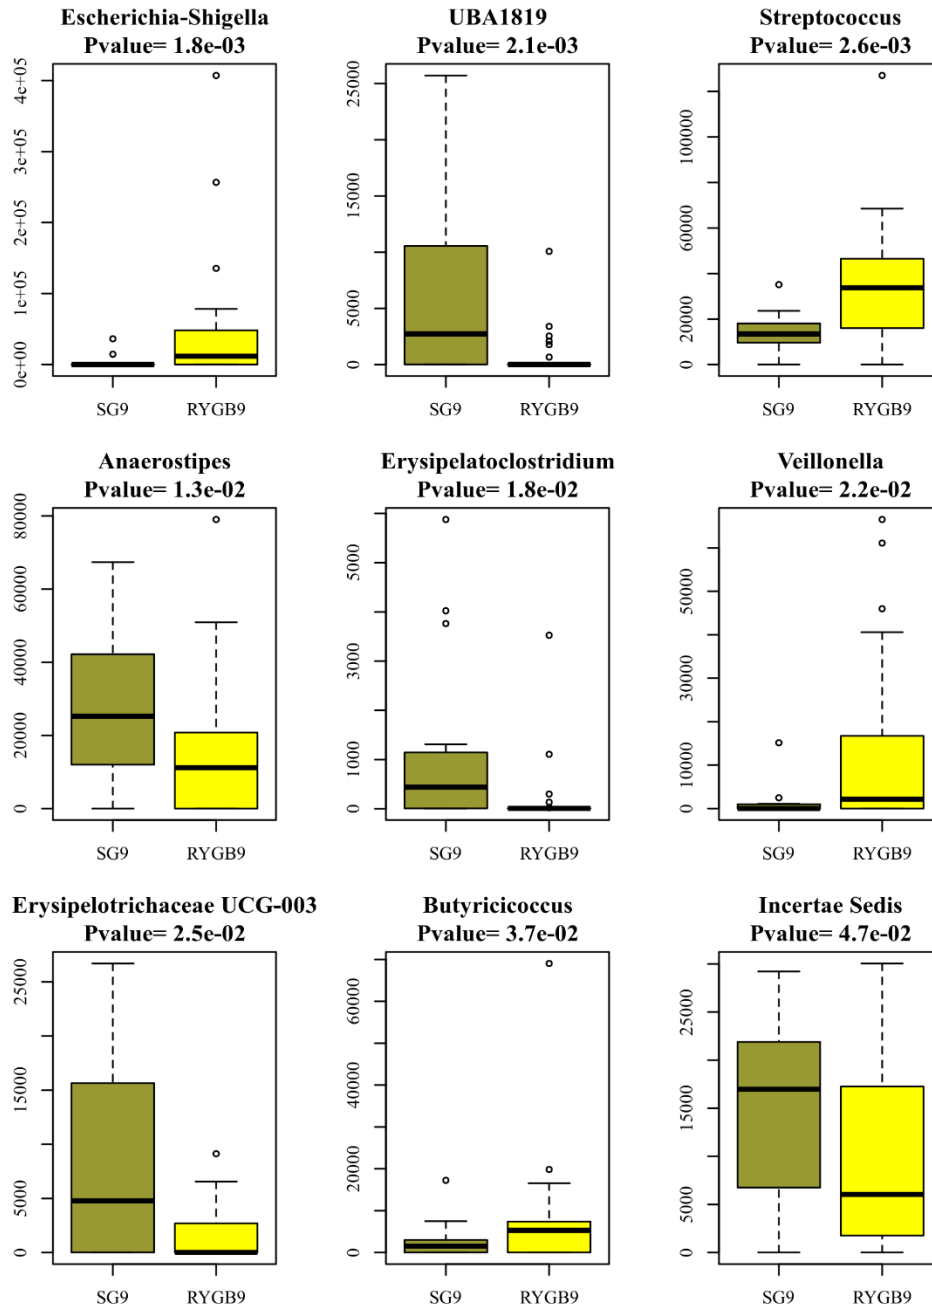 Escherichia-Shigella
Pvalue= 1.8e-03
0e+00 1e+05 2e+05 3e+05 4e+05
SG9 RYGB9
UBA1819
Pvalue= 2.1e-03
0 5000 15000 25000
SG9 RYGB9
Streptococcus
Pvalue= 2.6e-03
0 20000 60000 100000
SG9 RYGB9
Anaerostipes
Pvalue= 1.3e-02
0 20000 40000 60000 80000
SG9 RYGB9
Erysipelatoclostridium
Pvalue= 1.8e-02
0 1000 3000 5000
SG9 RYGB9
Veillonella
Pvalue= 2.2e-02
0 10000 30000 50000
SG9 RYGB9
Erysipelotrichaceae UCG-003
Pvalue= 2.5e-02
0 5000 15000 25000
SG9 RYGB9
Butyricicoccus
Pvalue= 3.7e-02
0 20000 40000 60000
SG9 RYGB9
Incertae Sedis
Pvalue= 4.7e-02
0 5000 15000 25000
SG9 RYGB9